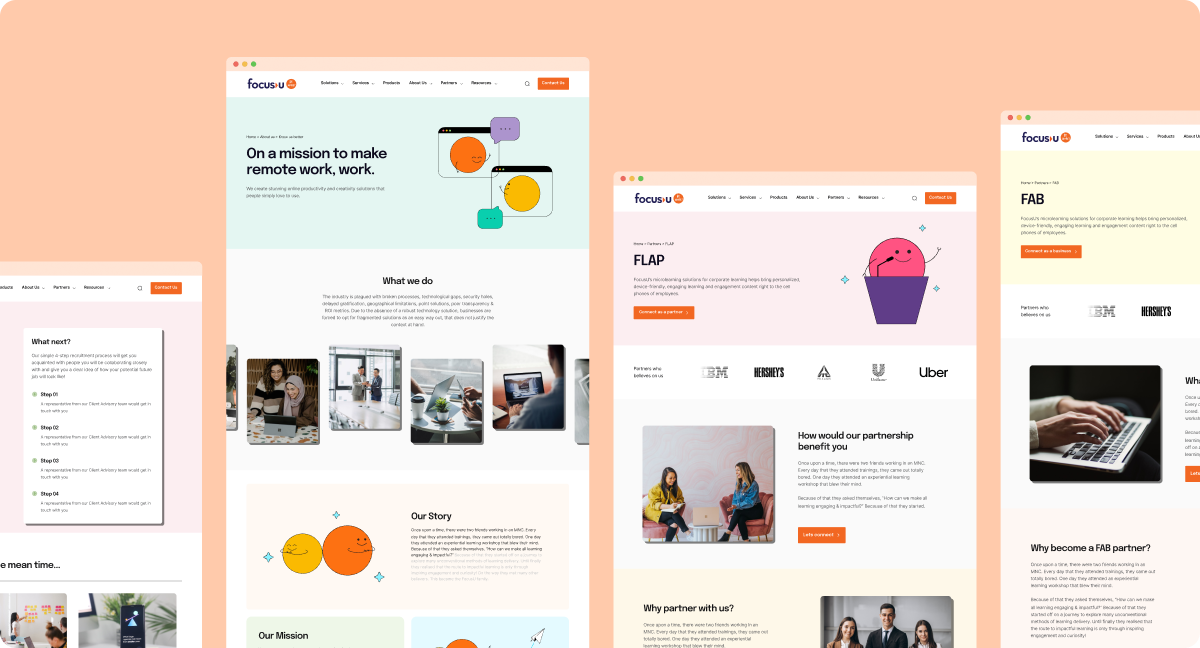 About Us
Partners
Resources
Contact Us
What next?
Our simple 4-step recruitment process will get you
acquainted with people you will be collaborating closely
with and give you a clear idea of how your potential future
job will look like!
Step 01
A representative from our Client Advisory team would get in
touch with you
Step 02
A representative from our Client Advisory team would get in
touch with you
Step 03
A representative from our Client Advisory team would get in
touch with you
Step 04
A representative from our Client Advisory team would get in
touch with you
e mean time...
focusu
Solutions
Services
Products
About Us
Partners
Resources
Contact Us
Home > About us > Know us better
On a mission to make
remote work, work.
We create stunning online productivity and creativity solutions that
people simply love to use.
What we do
The industry is plagued with broken processes, technological gaps, security holes,
delayed gratification, geographical limitations, point solutions, poor transparency &
ROI metrics. Due to the absence of a robust technology solution, businesses are
forced to opt for fragmented solutions as an easy way out, that does not justify the
context at hand.
Our Story
Once upon a time, there were two friends working in an MNC. Every
day that they attended trainings, they came out totally bored. One day
they attended an experiential learning workshop that blew their mind.
Because of that they asked themselves, "How can we make all learning
engaging & impactful?"
Our Mission
focusu
Solutions
Services
Products
About Us
Partners
Resources
Contact Us
Home > Partners > FLAP
FLAP
FocusU's microlearning solutions for corporate learning helps bring personalized,
device-friendly, engaging learning and engagement content right to the cell
phones of employees.
Connect as a partner
Partners who
believes on us
IBM
HERSHEY'S
Unilever
Uber
How would our partnership
benefit you
Once upon a time, there were two friends working in an MNC.
Every day that they attended trainings, they came out totally
bored. One day they attended an experiential learning
workshop that blew their mind.
Because of that they asked themselves, "How can we make all
learning engaging & impactful?" Because of that they started.
Lets connect
Why partner with us?
Once upon a time, there were two friends working in an MNC.
Every day that they attended trainings, they came out totally
bored. One day they attended an experiential learning
workshop that blew their mind.
focusu
Solutions
Services
Products
About Us
Home > Partners > FAB
FAB
FocusU's microlearning solutions for corporate learning helps bring personalized,
device-friendly, engaging learning and engagement content right to the cell
phones of employees.
Connect as a business
Partners who
believes on us
IBM
HERSHEY'S
Once u
Every c
bored.
worksh
Becaus
learning
off on a
learning
Lets
Why become a FAB partner?
Once upon a time, there were two friends working in an
MNC. Every day that they attended trainings, they came out
totally bored. One day they attended an experiential
learning workshop that blew their mind.
Because of that they asked themselves, "How can we make
all learning engaging & impactful?" Because of that they
started off on a journey to explore many unconventional
methods of learning delivery. Until finally they realised that
the route to impactful learning is only through inspiring
engagement and curiosity!